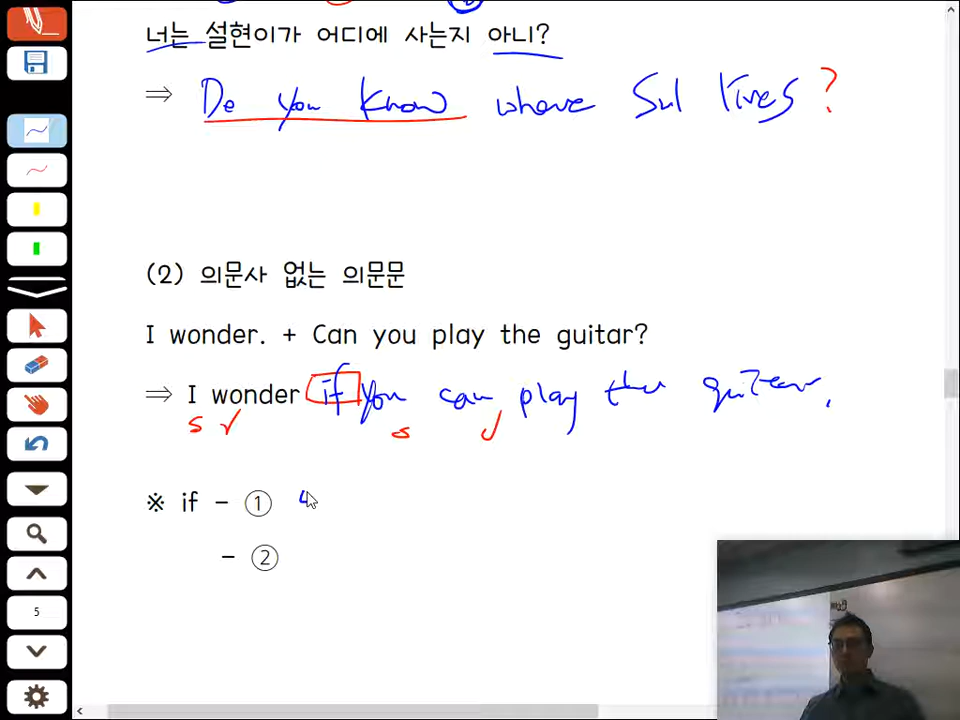 너는 설현이가 어디에 사는지 아니?
⇒ Do you know where Sul lives ?
(2) 의문사 없는 의문문
I wonder. + Can you play the guitar?
⇒ I wonder if you can play the guitar.
s v s v
※ if - ①
- ②
5